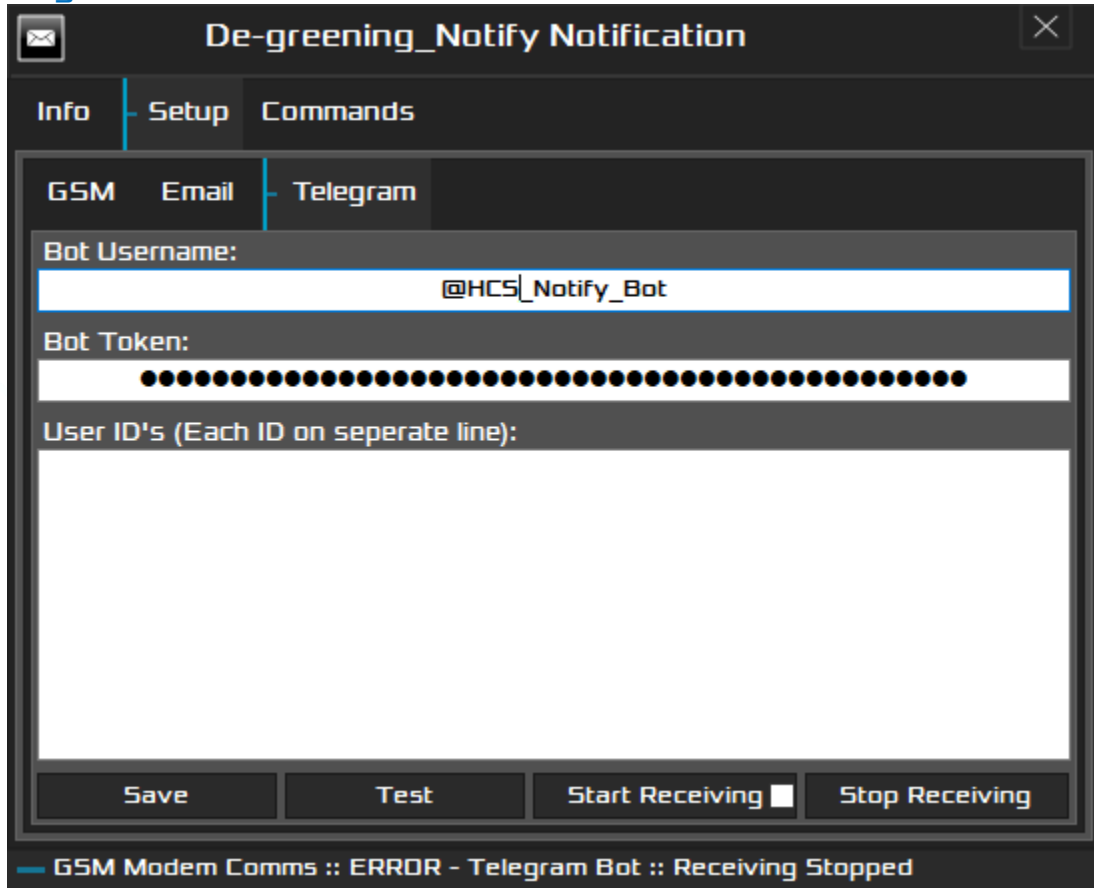 De-greening_Notify Notification
Info Setup Commands
GSM Email Telegram
Bot Username:
@HCS_Notify_Bot
Bot Token:
●●●●●●●●●●●●●●●●●●●●●●●●●●●●●●●●●●●●●●●●●●●●●●
User ID's (Each ID on seperate line):
Save Test Start Receiving Stop Receiving
GSM Modem Comms :: ERROR - Telegram Bot :: Receiving Stopped